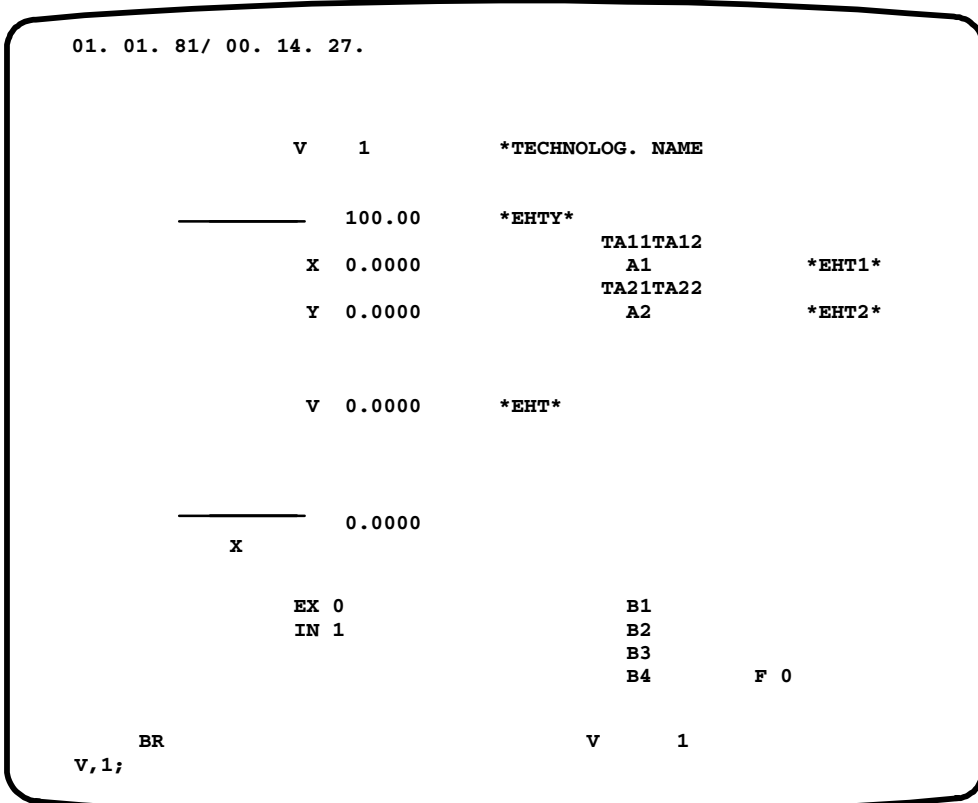 01. 01. 81/ 00. 14. 27.
V 1 *TECHNOLOG. NAME
100.00 *EHTY*
TA11TA12
X 0.0000 A1 *EHT1*
TA21TA22
Y 0.0000 A2 *EHT2*
V 0.0000 *EHT*
0.0000
X
EX 0 B1
IN 1 B2
B3
B4 F 0
BR V 1
V,1;